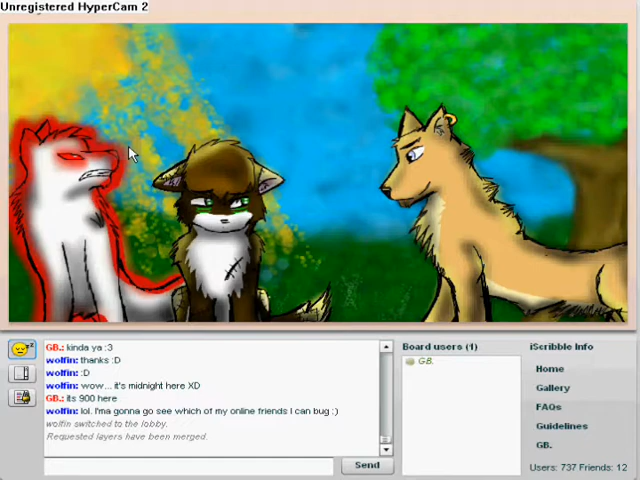 Unregistered HyperCam 2
GB.: kinda ya :3
wolfin: thanks :D
wolfin: :D
wolfin: wow... it's midnight here XD
GB.: its 900 here
wolfin: lol. I'ma gonna go see which of my online friends I can bug ;)
wolfin switched to the lobby.
Requested layers have been merged.
Send
Board users (1)
GB.
iScribble Info
Home
Gallery
FAQs
Guidelines
GB.
Users: 737 Friends: 12